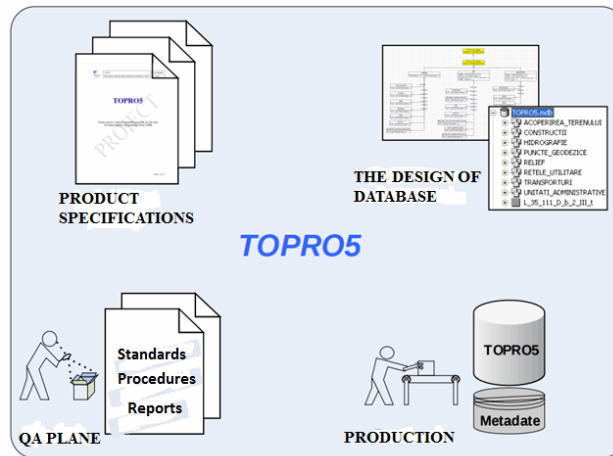 TOPRO5
PROJECT
PRODUCT
SPECIFICATIONS
TOPRO5.mdb
ACOPERIREA_TERENULUI
CONSTRUCTII
HIDROGRAFIE
PUNCTE_GEODEZICE
RELIEF
RETELE_UTILITARE
TRANSPORTURI
UNITATI_ADMINISTRATIVE
L_35_111_D_b_2_III_t
THE DESIGN OF
DATABASE
TOPRO5
Standards
Procedures
Reports
QA PLANE
TOPRO5
Metadate
PRODUCTION